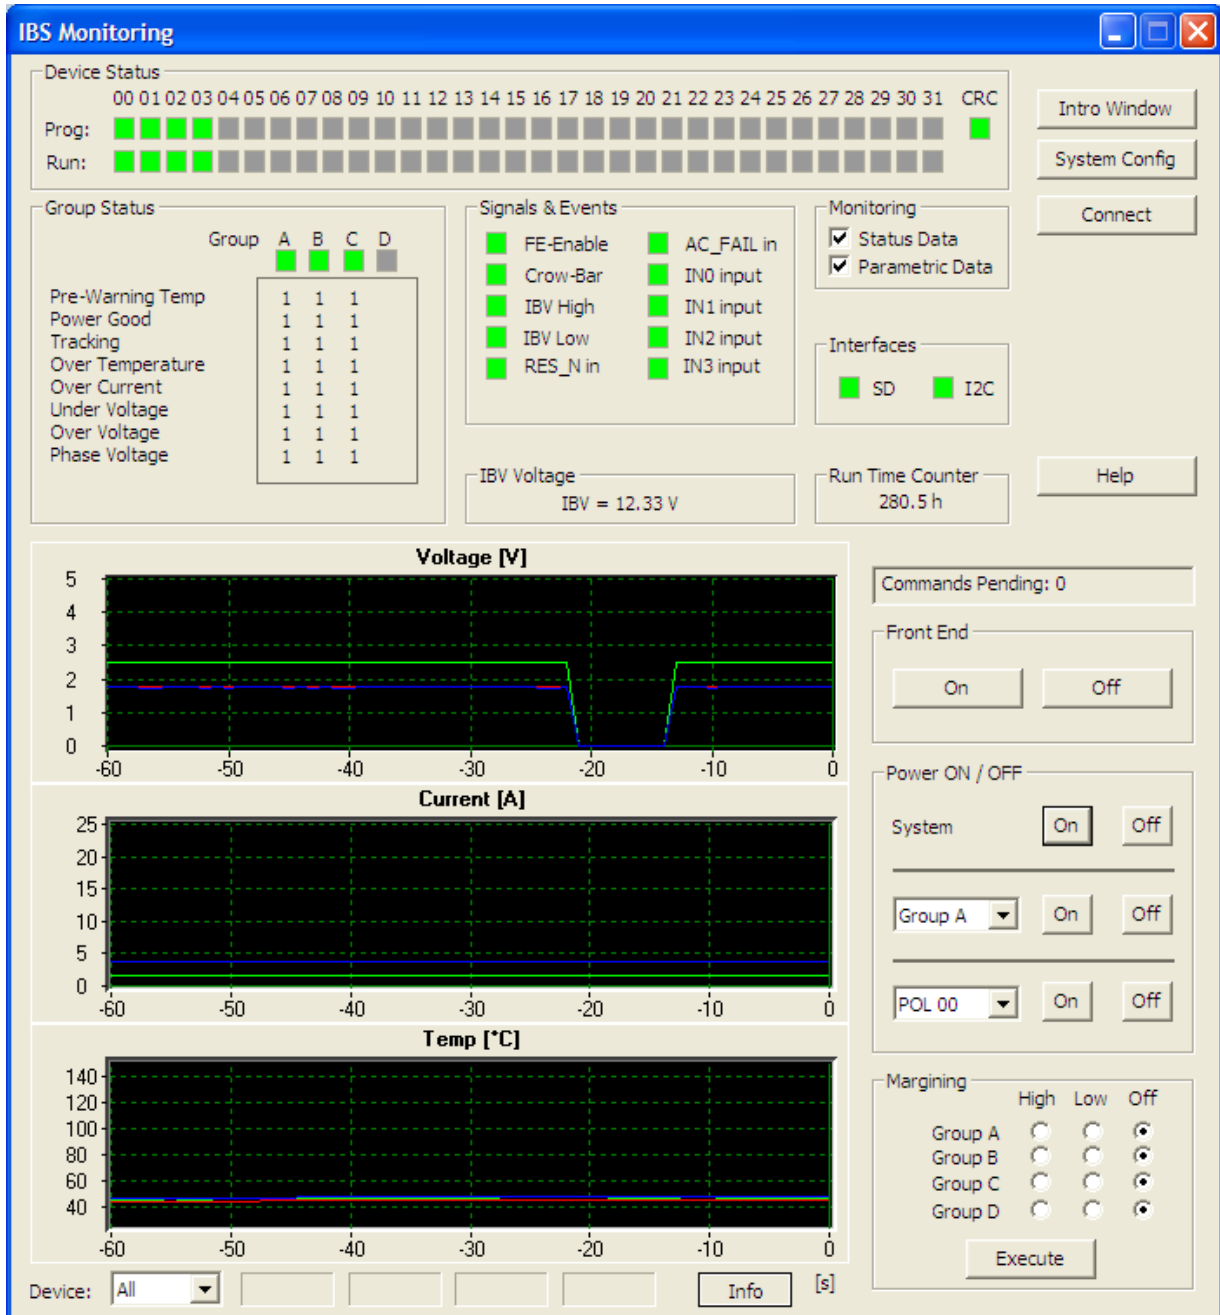 IBS Monitoring
Device Status
00 01 02 03 04 05 06 07 08 09 10 11 12 13 14 15 16 17 18 19 20 21 22 23 24 25 26 27 28 29 30 31 CRC
Prog:
Run:
Intro Window
System Config
Connect
Group Status
Group A B C D
Pre-Warning Temp 1 1 1
Power Good 1 1 1
Tracking 1 1 1
Over Temperature 1 1 1
Over Current 1 1 1
Under Voltage 1 1 1
Over Voltage 1 1 1
Phase Voltage 1 1 1
Signals & Events
FE-Enable AC_FAIL in
Crow-Bar IN0 input
IBV High IN1 input
IBV Low IN2 input
RES_N in IN3 input
Monitoring
Status Data
Parametric Data
Interfaces
SD I2C
IBV Voltage
IBV = 12.33 V
Run Time Counter
280.5 h
Help
Voltage [V]
5
4
3
2
1
0
-60 -50 -40 -30 -20 -10 0
Current [A]
25
20
15
10
5
0
-60 -50 -40 -30 -20 -10 0
Temp [°C]
140
120
100
80
60
40
-60 -50 -40 -30 -20 -10 0
Device: All Info [s]
Commands Pending: 0
Front End
On Off
Power ON / OFF
System On Off
Group A On Off
POL 00 On Off
Margining
High Low Off
Group A
Group B
Group C
Group D
Execute